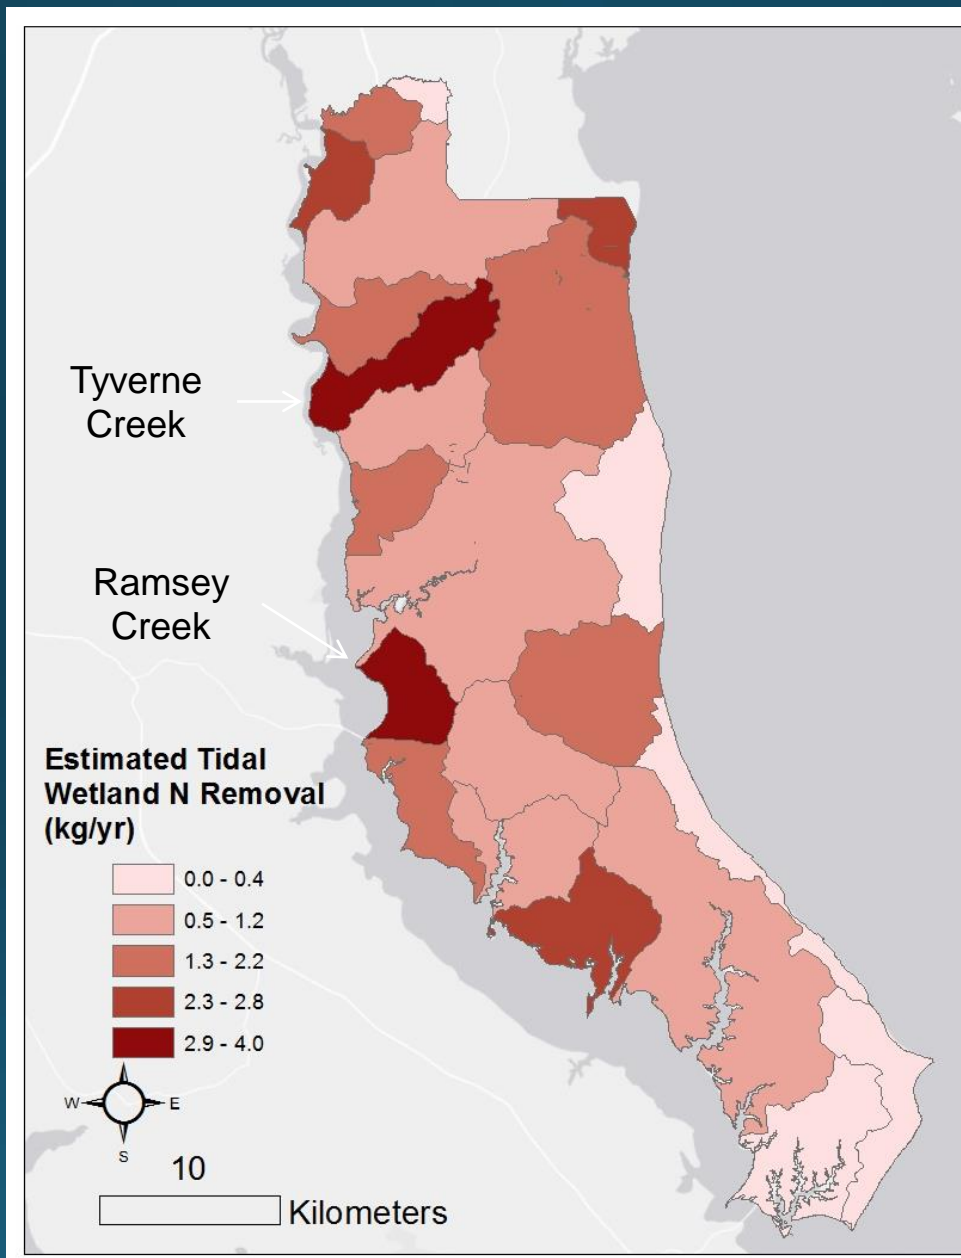 Tyverne
Creek
Ramsey
Creek
Estimated Tidal
Wetland N Removal
(kg/yr)
0.0 - 0.4
0.5 - 1.2
1.3 - 2.2
2.3 - 2.8
2.9 - 4.0
N
W E
S
10
Kilometers